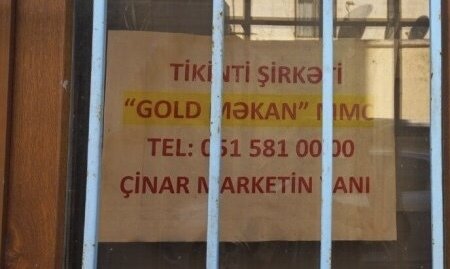 TİKİNTİ ŞİRKƏTİ
“GOLD MƏKAN” MMC
TEL: 051 581 00 00
ÇİNAR MARKETİN YANI